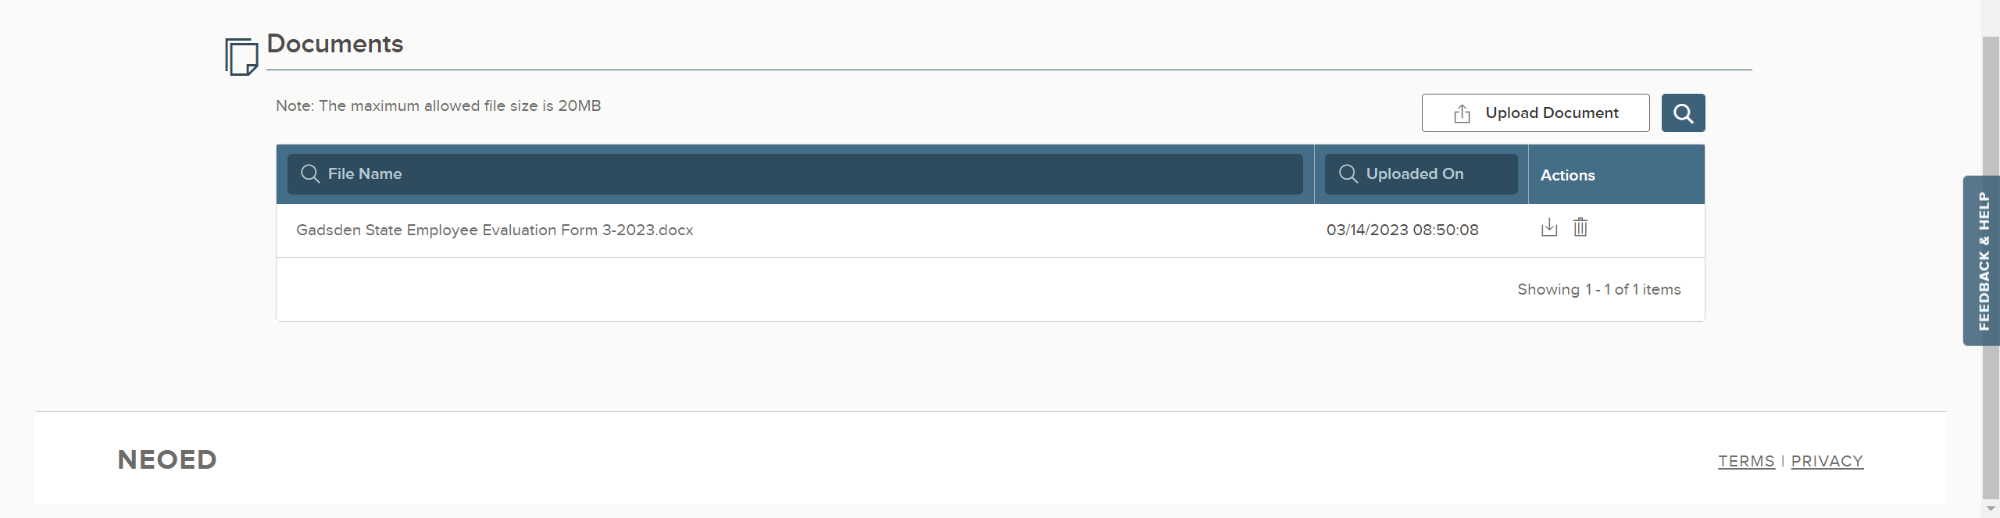 Documents
Note: The maximum allowed file size is 20MB
Upload Document
File Name
Uploaded On
Actions
Gadsden State Employee Evaluation Form 3-2023.docx
03/14/2023 08:50:08
Showing 1 - 1 of 1 items
FEEDBACK & HELP
NEOED
TERMS | PRIVACY